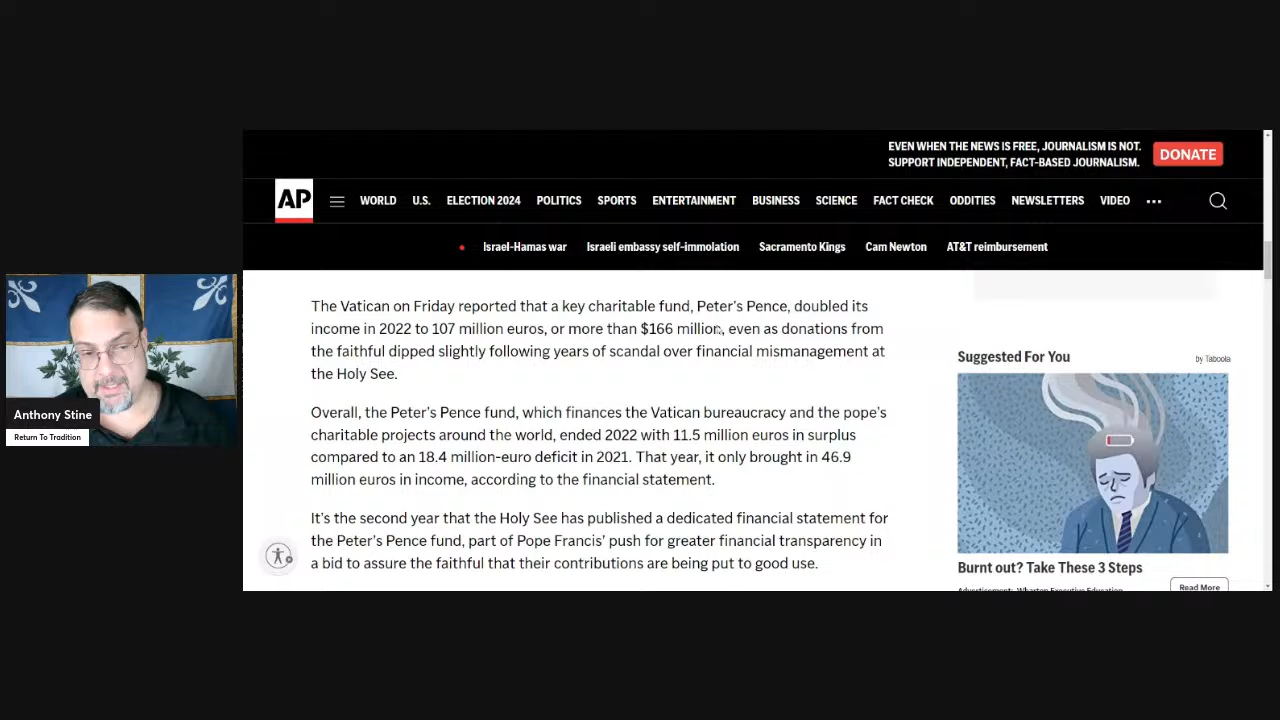 EVEN WHEN THE NEWS IS FREE, JOURNALISM IS NOT.
SUPPORT INDEPENDENT, FACT-BASED JOURNALISM.
DONATE
AP
WORLD
U.S.
ELECTION 2024
POLITICS
SPORTS
ENTERTAINMENT
BUSINESS
SCIENCE
FACT CHECK
ODDITIES
NEWSLETTERS
VIDEO
Israel-Hamas war
Israeli embassy self-immolation
Sacramento Kings
Cam Newton
AT&T reimbursement
The Vatican on Friday reported that a key charitable fund, Peter's Pence, doubled its
income in 2022 to 107 million euros, or more than $166 million, even as donations from
the faithful dipped slightly following years of scandal over financial mismanagement at
the Holy See.
Overall, the Peter's Pence fund, which finances the Vatican bureaucracy and the pope's
charitable projects around the world, ended 2022 with 11.5 million euros in surplus
compared to an 18.4 million-euro deficit in 2021. That year, it only brought in 46.9
million euros in income, according to the financial statement.
It's the second year that the Holy See has published a dedicated financial statement for
the Peter's Pence fund, part of Pope Francis' push for greater financial transparency in
a bid to assure the faithful that their contributions are being put to good use.
Suggested For You
by Taboola
Burnt out? Take These 3 Steps
Advertisement: Wharton Executive Education
Read More
Anthony Stine
Return To Tradition